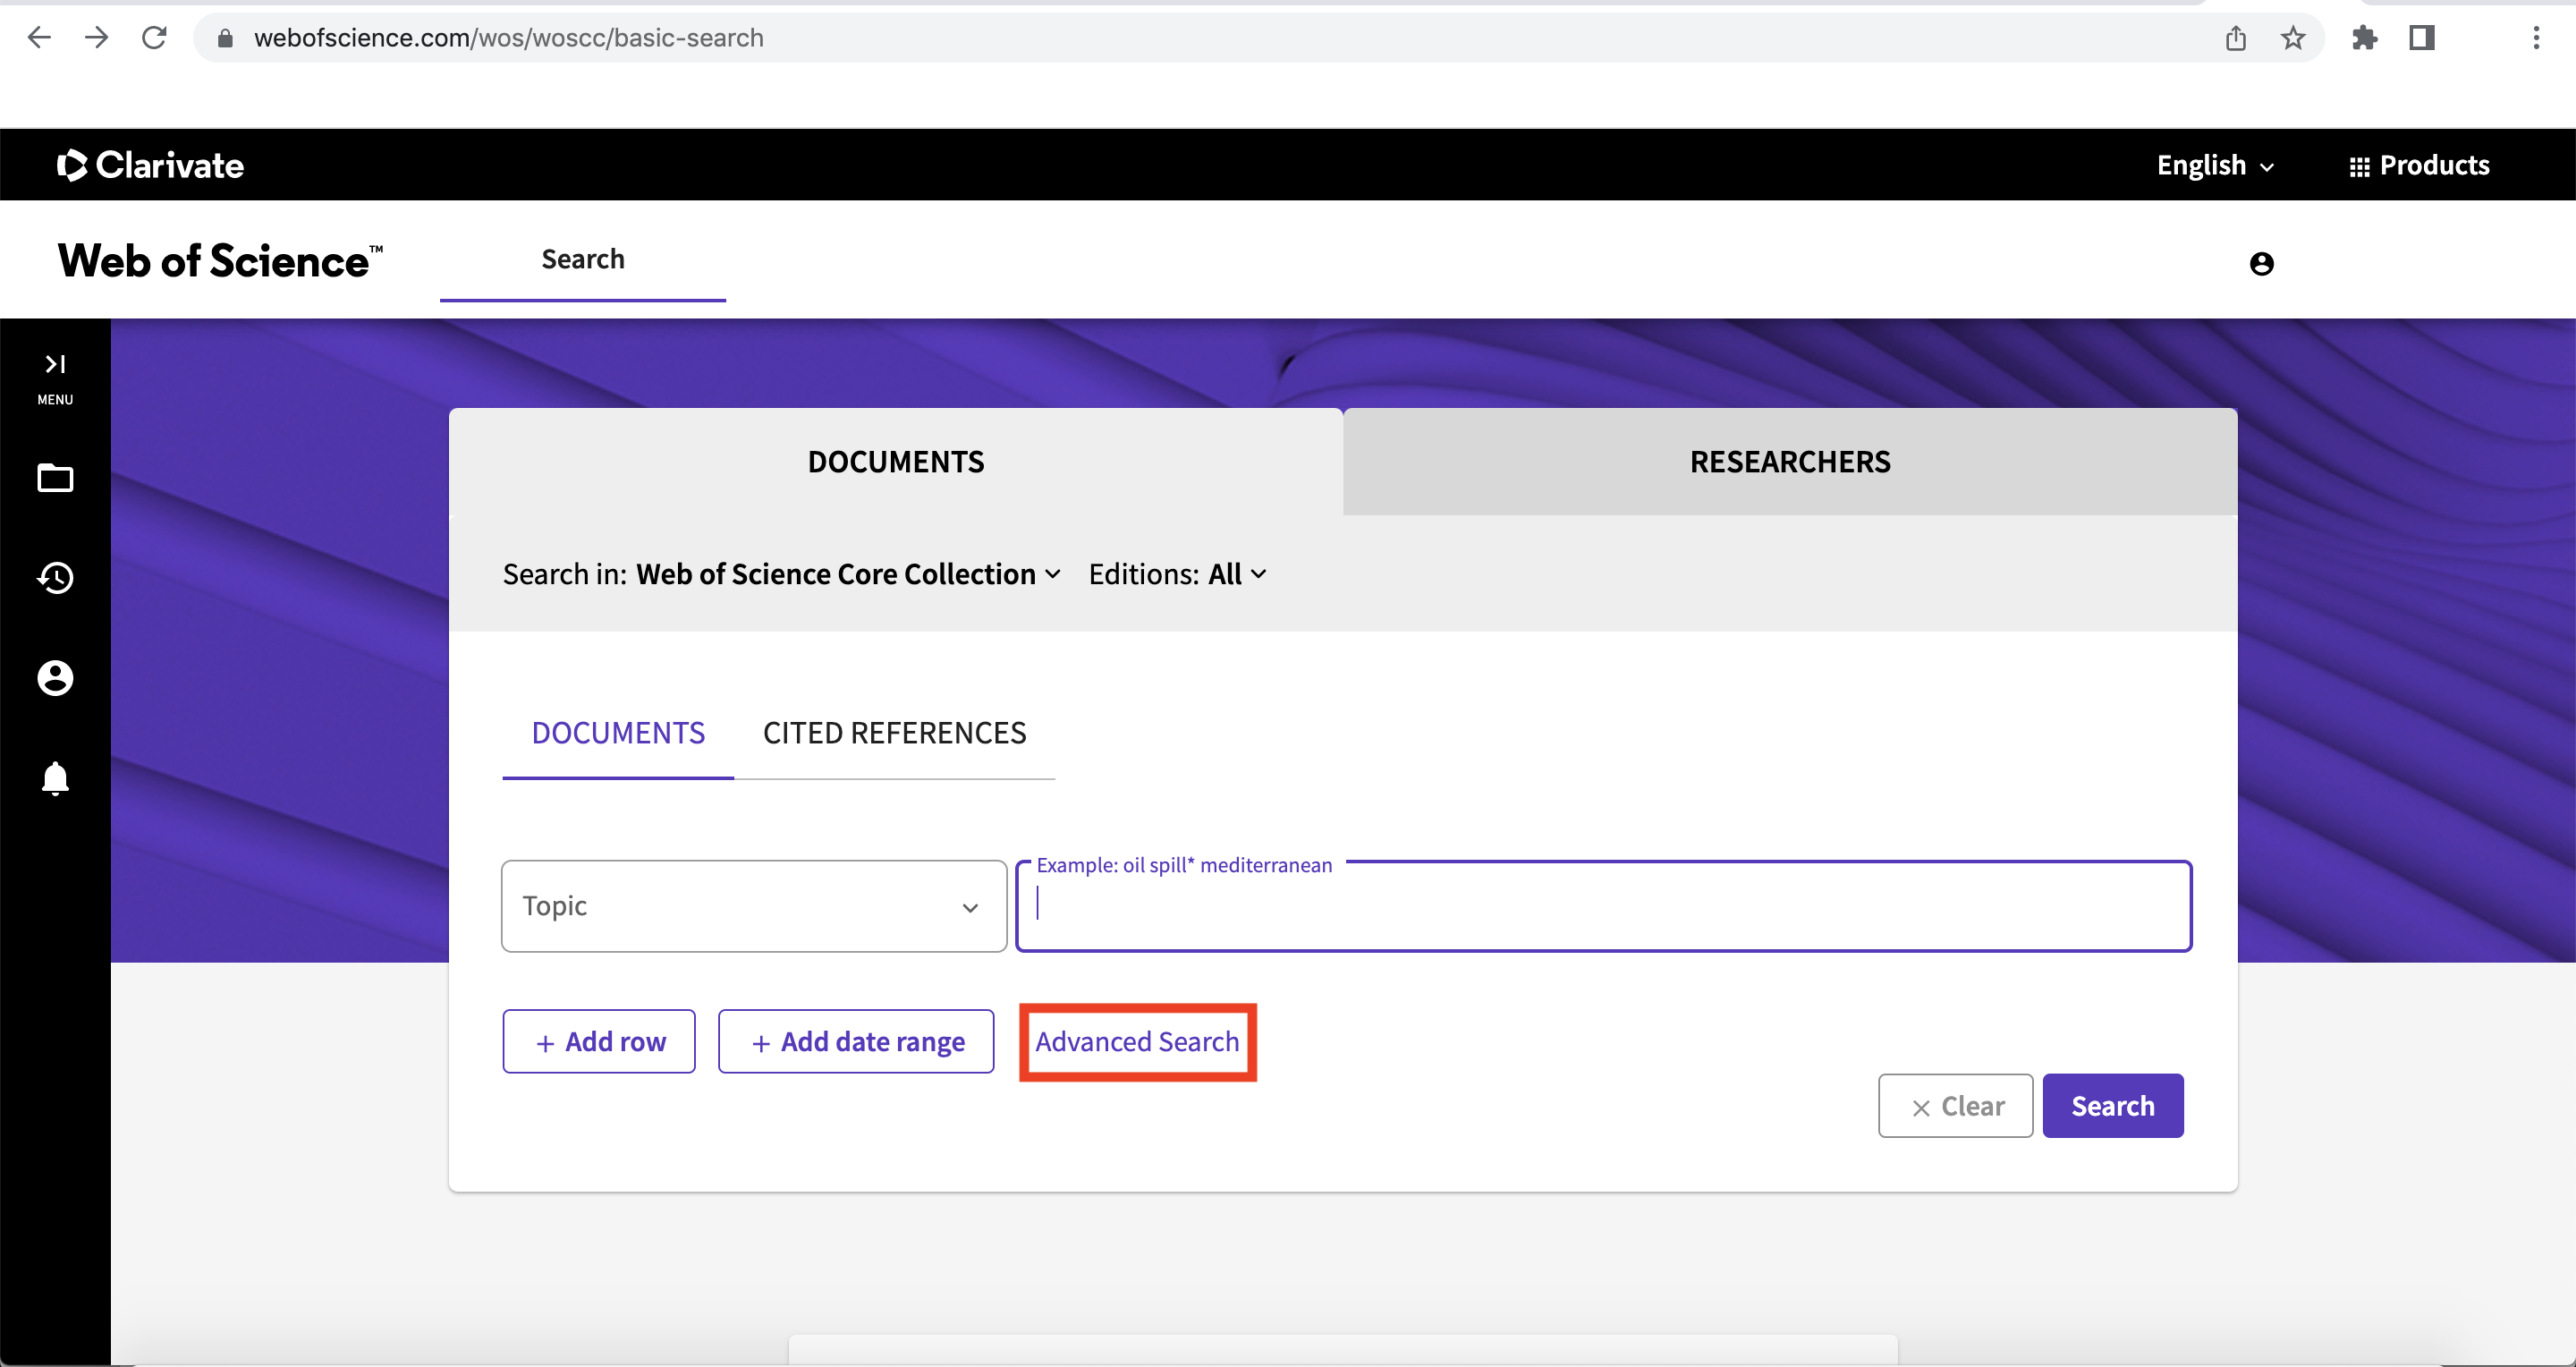 webofscience.com/wos/woscc/basic-search
Clarivate
English
Products
Web of Science™
Search
MENU
DOCUMENTS
RESEARCHERS
Search in: Web of Science Core Collection Editions: All
DOCUMENTS
CITED REFERENCES
Example: oil spill* mediterranean
Topic
+ Add row
+ Add date range
Advanced Search
× Clear
Search